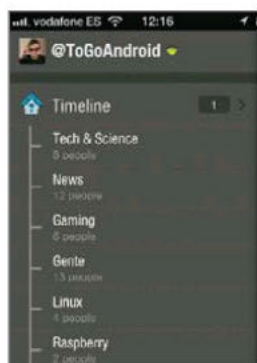 vodafone ES 12:16
@ToGoAndroid
Timeline 1
Tech & Science
8 people
News
12 people
Gaming
6 people
Gente
13 people
Linux
4 people
Raspberry
2 people